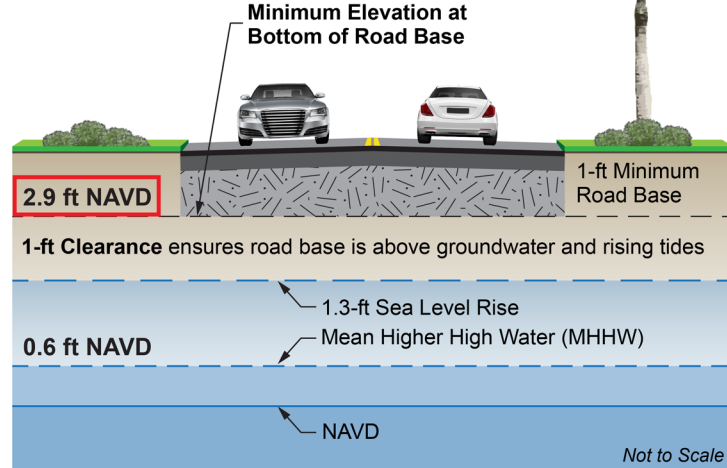 Minimum Elevation at
Bottom of Road Base
1-ft Minimum
Road Base
2.9 ft NAVD
1-ft Clearance ensures road base is above groundwater and rising tides
1.3-ft Sea Level Rise
Mean Higher High Water (MHHW)
0.6 ft NAVD
NAVD
Not to Scale